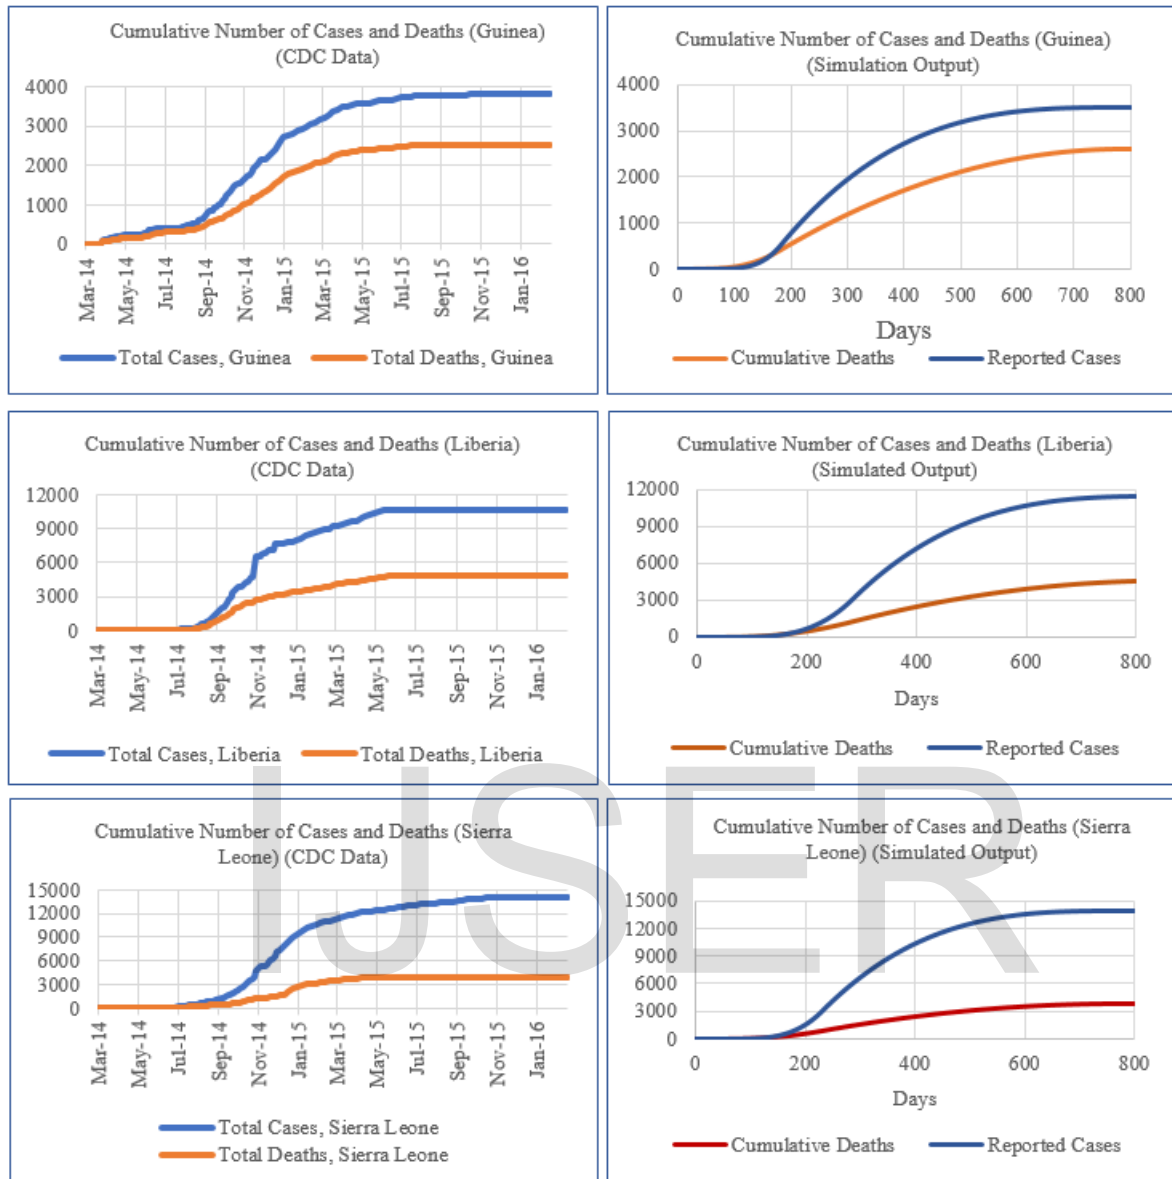 Cumulative Number of Cases and Deaths (Guinea)
(CDC Data)
4000
3000
2000
1000
0
Mar-14
May-14
Jul-14
Sep-14
Nov-14
Jan-15
Mar-15
May-15
Jul-15
Sep-15
Nov-15
Jan-16
Total Cases, Guinea
Total Deaths, Guinea
Cumulative Number of Cases and Deaths (Guinea)
(Simulation Output)
4000
3000
2000
1000
0
0 100 200 300 400 500 600 700 800
Days
Cumulative Deaths
Reported Cases
Cumulative Number of Cases and Deaths (Liberia)
(CDC Data)
12000
9000
6000
3000
0
Mar-14
May-14
Jul-14
Sep-14
Nov-14
Jan-15
Mar-15
May-15
Jul-15
Sep-15
Nov-15
Jan-16
Total Cases, Liberia
Total Deaths, Liberia
Cumulative Number of Cases and Deaths (Liberia)
(Simulated Output)
12000
9000
6000
3000
0
0 200 400 600 800
Days
Cumulative Deaths
Reported Cases
Cumulative Number of Cases and Deaths (Sierra
Leone) (CDC Data)
15000
12000
9000
6000
3000
0
Mar-14
May-14
Jul-14
Sep-14
Nov-14
Jan-15
Mar-15
May-15
Jul-15
Sep-15
Nov-15
Jan-16
Total Cases, Sierra Leone
Total Deaths, Sierra Leone
Cumulative Number of Cases and Deaths (Sierra
Leone) (Simulated Output)
15000
12000
9000
6000
3000
0
0 200 400 600 800
Days
Cumulative Deaths
Reported Cases
IJSER